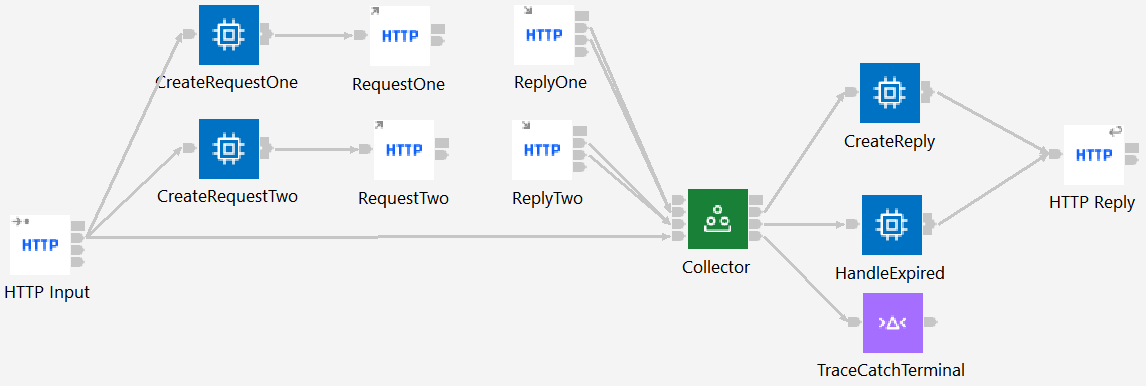 HTTP
CreateRequestOne
HTTP
RequestOne
HTTP
ReplyOne
CreateReply
HTTP
HTTP Reply
CreateRequestTwo
HTTP
RequestTwo
HTTP
ReplyTwo
HTTP
HTTP Input
Collector
HandleExpired
TraceCatchTerminal